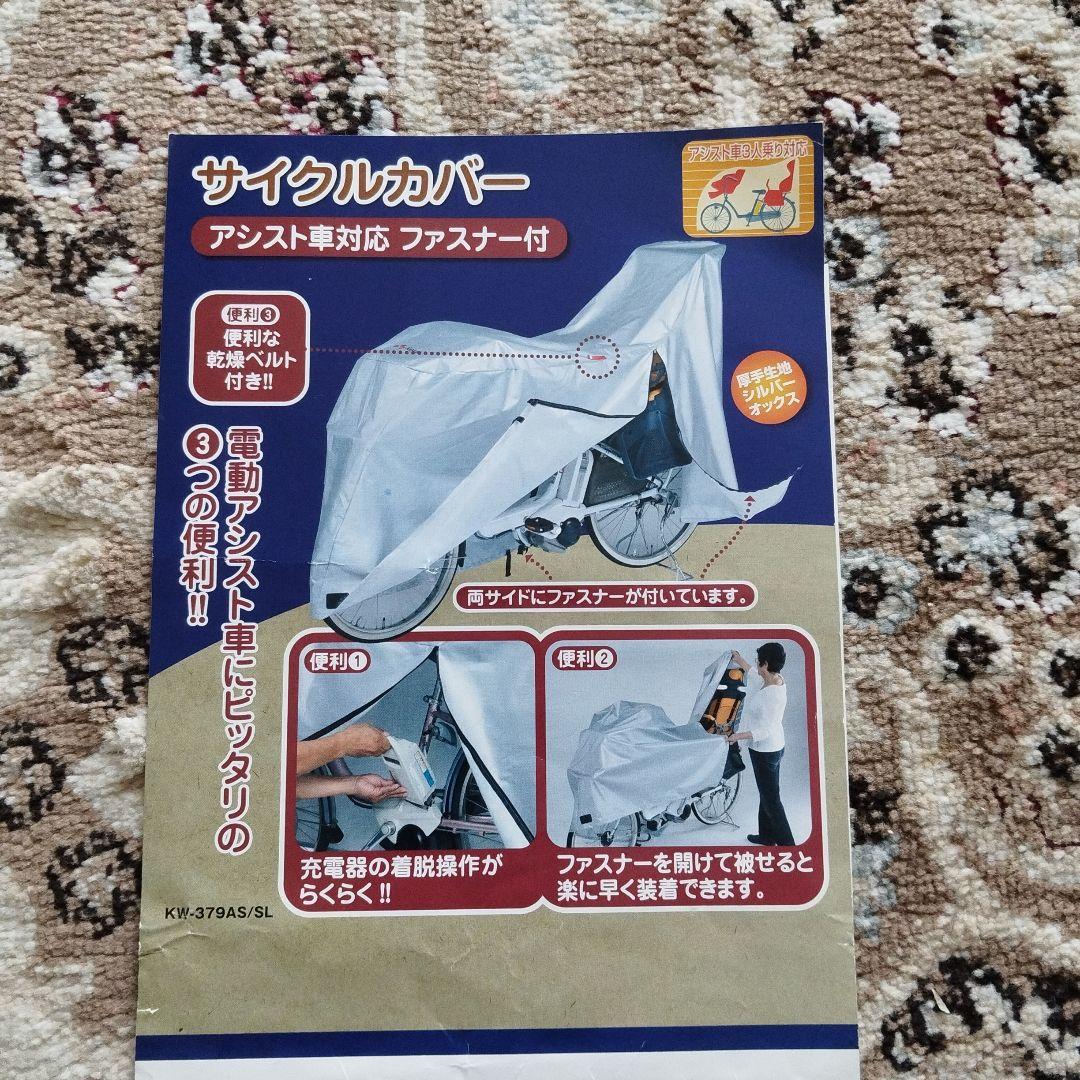 サイクルカバー
アシスト車3人乗り対応
アシスト車対応 ファスナー付
便利❸
便利な
乾燥ベルト
付き!!
厚手生地
シルバー
オックス
電動アシスト車にピッタリの
❸つの便利!!
両サイドにファスナーが付いています。
便利❶
便利❷
充電器の着脱操作が
らくらく!!
ファスナーを開けて被せると
楽に早く装着できます。
KW-379AS/SL